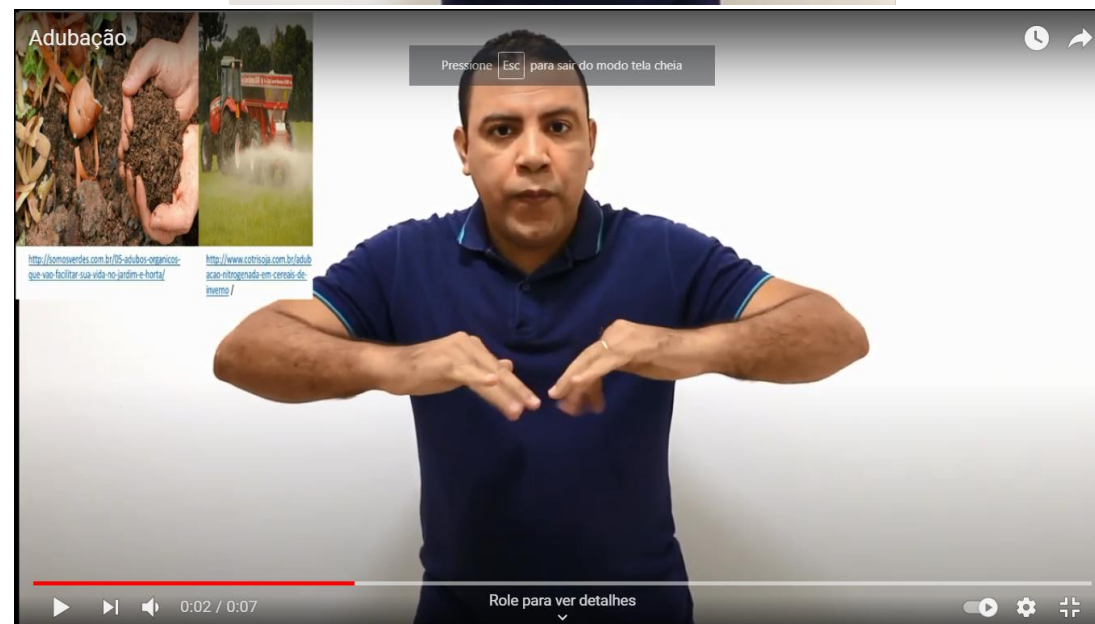 Adubação
Pressione Esc para sair do modo tela cheia
http://somosverdes.com.br/05-adubos-organicos-
que-vao-facilitar-sua-vida-no-jardim-e-horta/
http://www.cotrisoja.com.br/adub
acao-nitrogenada-em-cereais-de-
inverno /
0:02 / 0:07
Role para ver detalhes